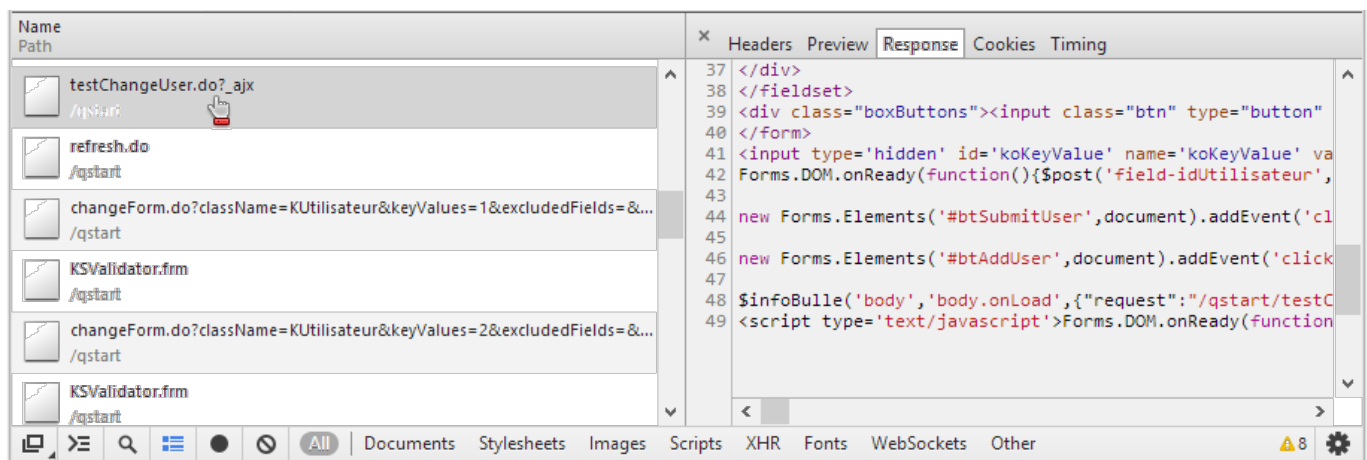 Name
Path
testChangeUser.do?_ajx
/qstart
refresh.do
/qstart
changeForm.do?className=KUtilisateur&keyValues=1&excludedFields=&...
/qstart
KSValidator.frm
/qstart
changeForm.do?className=KUtilisateur&keyValues=2&excludedFields=&...
/qstart
KSValidator.frm
/qstart
× Headers Preview Response Cookies Timing
37 </div>
38 </fieldset>
39 <div class="boxButtons"><input class="btn" type="button"
40 </form>
41 <input type='hidden' id='koKeyValue' name='koKeyValue' va
42 Forms.DOM.onReady(function(){$post('field-idUtilisateur',
43
44 new Forms.Elements('#btSubmitUser',document).addEvent('cl
45
46 new Forms.Elements('#btAddUser',document).addEvent('click
47
48 $infoBulle('body','body.onLoad',{"request":"/qstart/testC
49 <script type='text/javascript'>Forms.DOM.onReady(function
All Documents Stylesheets Images Scripts XHR Fonts WebSockets Other 8